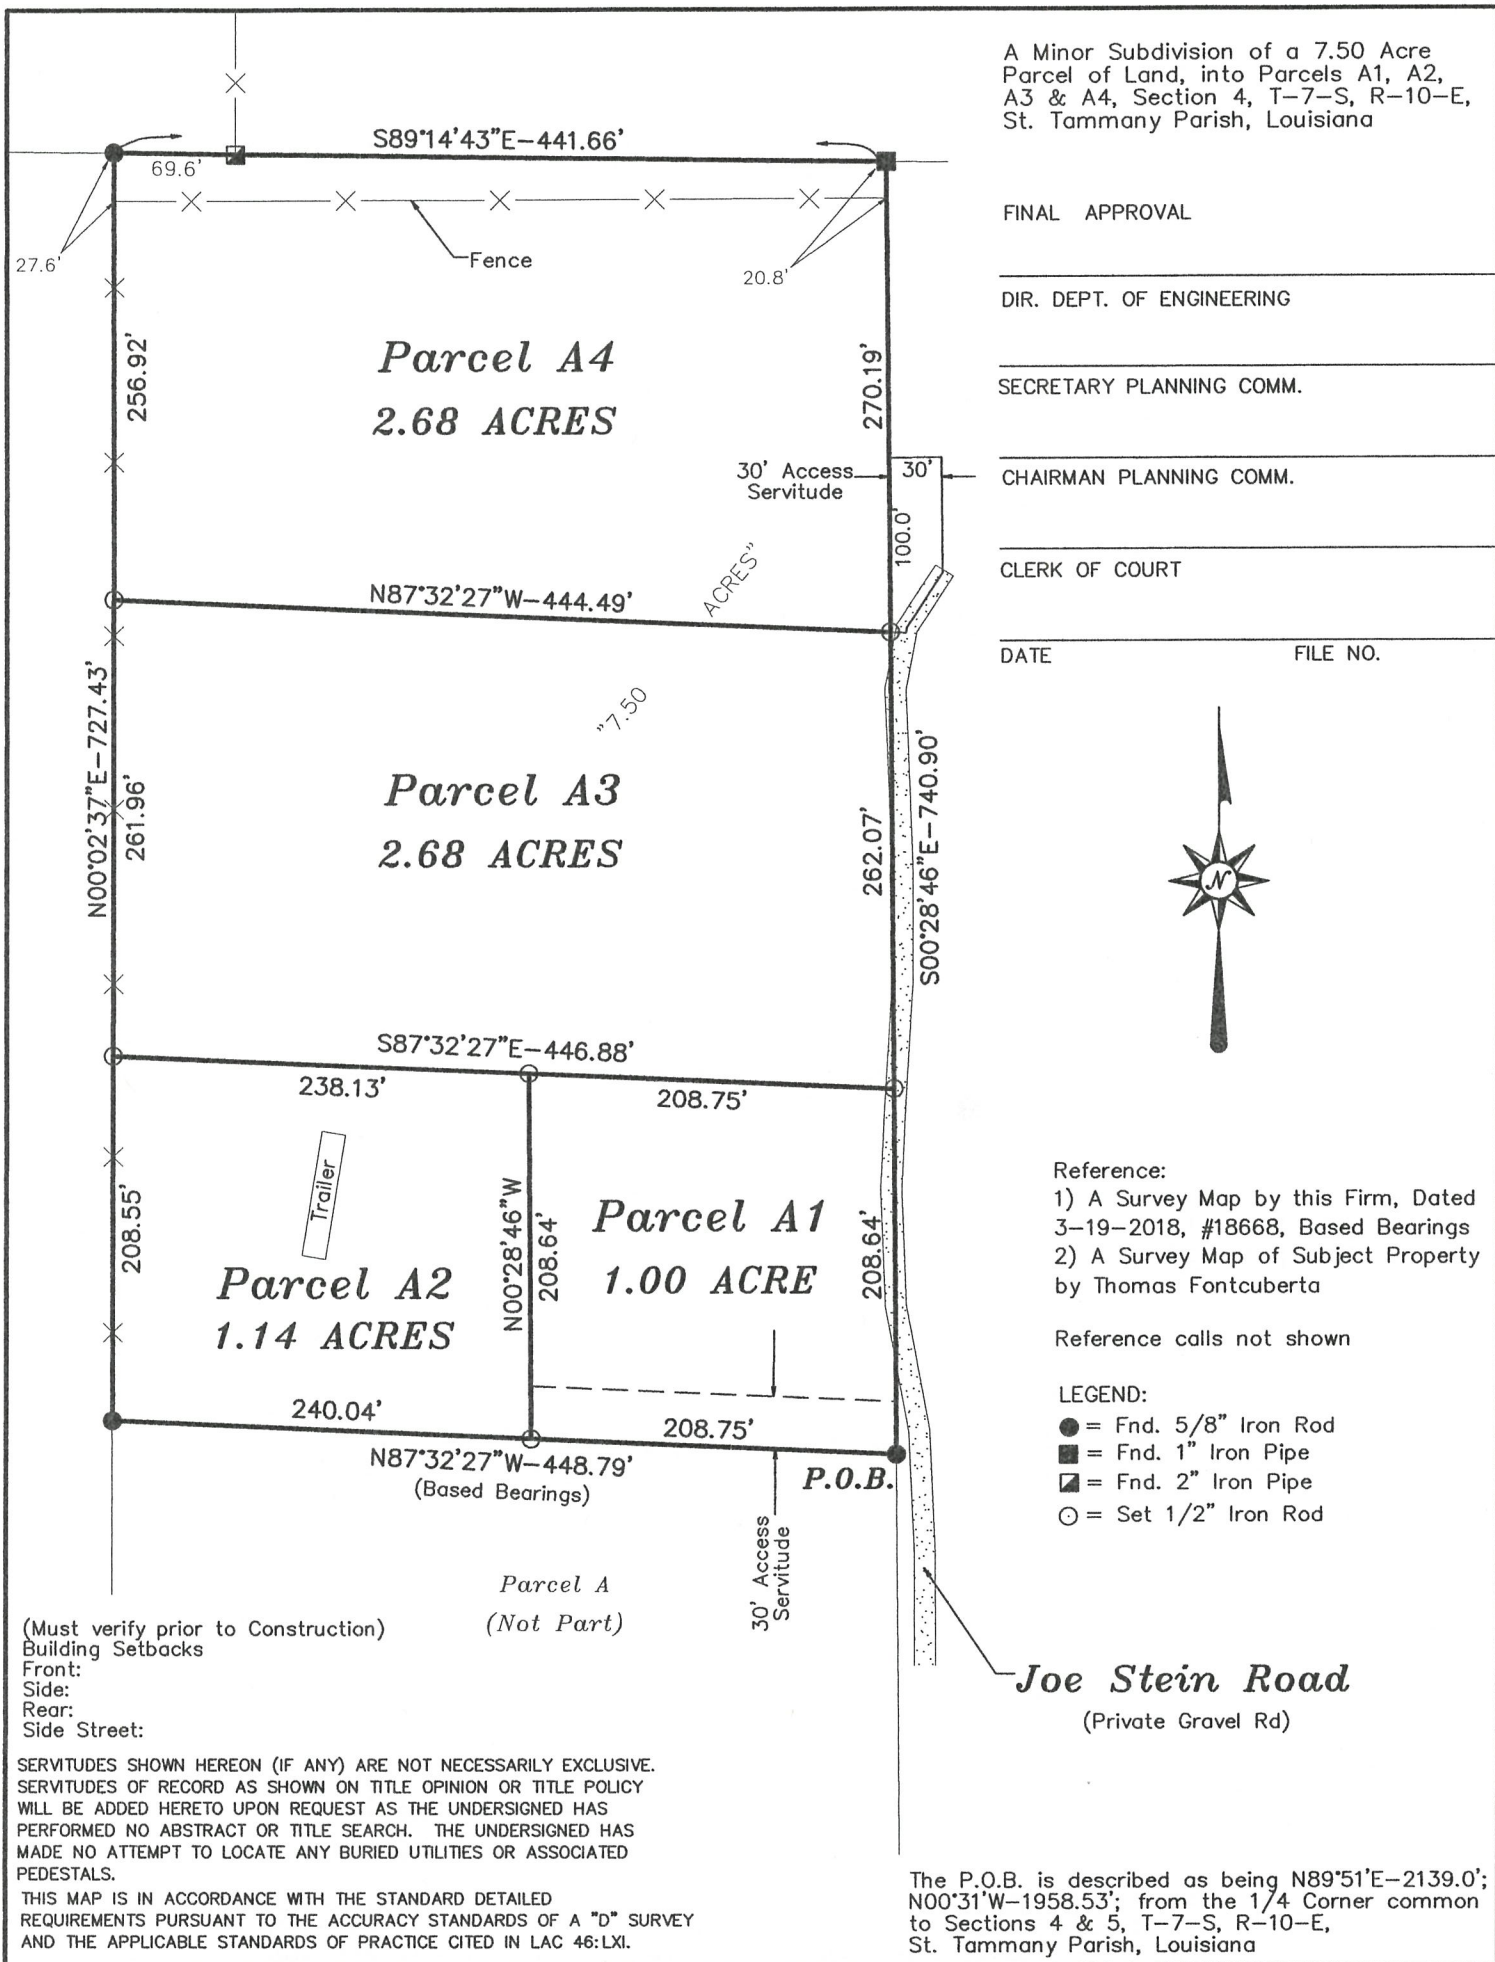 A Minor Subdivision of a 7.50 Acre
Parcel of Land, into Parcels A1, A2,
A3 & A4, Section 4, T-7-S, R-10-E,
St. Tammany Parish, Louisiana
FINAL APPROVAL
DIR. DEPT. OF ENGINEERING
SECRETARY PLANNING COMM.
CHAIRMAN PLANNING COMM.
CLERK OF COURT
DATE FILE NO.
S89°14'43"E-441.66'
69.6'
27.6'
Fence
20.8'
256.92'
Parcel A4
2.68 ACRES
270.19'
30' Access
Servitude
30'
100.0'
N87°32'27"W-444.49'
"7.50 ACRES"
N00°02'37"E-727.43'
261.96'
Parcel A3
2.68 ACRES
262.07'
S00°28'46"E-740.90'
N
S87°32'27"E-446.88'
238.13'
208.75'
Trailer
208.55'
Parcel A2
1.14 ACRES
N00°28'46"W
208.64'
Parcel A1
1.00 ACRE
208.64'
240.04'
208.75'
N87°32'27"W-448.79'
(Based Bearings)
P.O.B.
30' Access
Servitude
Parcel A
(Not Part)
Reference:
1) A Survey Map by this Firm, Dated
3-19-2018, #18668, Based Bearings
2) A Survey Map of Subject Property
by Thomas Fontcuberta
Reference calls not shown
LEGEND:
= Fnd. 5/8" Iron Rod
= Fnd. 1" Iron Pipe
= Fnd. 2" Iron Pipe
= Set 1/2" Iron Rod
Joe Stein Road
(Private Gravel Rd)
(Must verify prior to Construction)
Building Setbacks
Front:
Side:
Rear:
Side Street:
SERVITUDES SHOWN HEREON (IF ANY) ARE NOT NECESSARILY EXCLUSIVE.
SERVITUDES OF RECORD AS SHOWN ON TITLE OPINION OR TITLE POLICY
WILL BE ADDED HERETO UPON REQUEST AS THE UNDERSIGNED HAS
PERFORMED NO ABSTRACT OR TITLE SEARCH. THE UNDERSIGNED HAS
MADE NO ATTEMPT TO LOCATE ANY BURIED UTILITIES OR ASSOCIATED
PEDESTALS.
THIS MAP IS IN ACCORDANCE WITH THE STANDARD DETAILED
REQUIREMENTS PURSUANT TO THE ACCURACY STANDARDS OF A "D" SURVEY
AND THE APPLICABLE STANDARDS OF PRACTICE CITED IN LAC 46:LXI.
The P.O.B. is described as being N89°51'E-2139.0';
N00°31'W-1958.53'; from the 1/4 Corner common
to Sections 4 & 5, T-7-S, R-10-E,
St. Tammany Parish, Louisiana